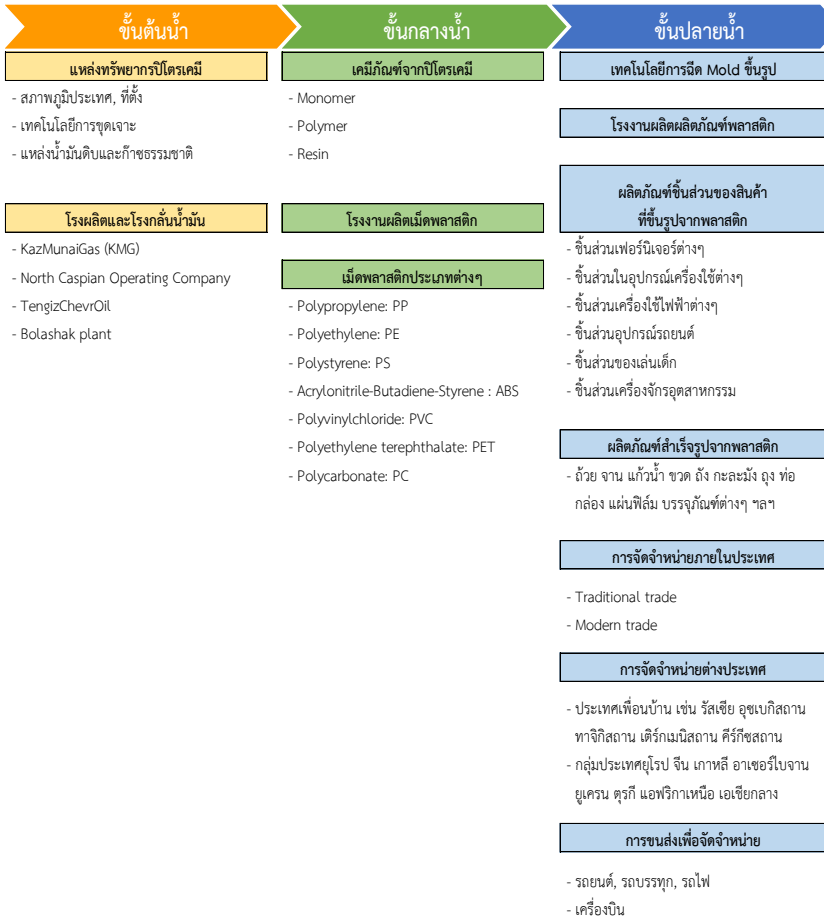 ขั้นต้นน้ำ
แหล่งทรัพยากรปิโตรเคมี
- สภาพภูมิประเทศ, ที่ตั้ง
- เทคโนโลยีการขุดเจาะ
- แหล่งน้ำมันดิบและก๊าซธรรมชาติ
โรงผลิตและโรงกลั่นน้ำมัน
- KazMunaiGas (KMG)
- North Caspian Operating Company
- TengizChevrOil
- Bolashak plant
ขั้นกลางน้ำ
เคมีภัณฑ์จากปิโตรเคมี
- Monomer
- Polymer
- Resin
โรงงานผลิตเม็ดพลาสติก
เม็ดพลาสติกประเภทต่างๆ
- Polypropylene: PP
- Polyethylene: PE
- Polystyrene: PS
- Acrylonitrile-Butadiene-Styrene : ABS
- Polyvinylchloride: PVC
- Polyethylene terephthalate: PET
- Polycarbonate: PC
ขั้นปลายน้ำ
เทคโนโลยีการฉีด Mold ขึ้นรูป
โรงงานผลิตผลิตภัณฑ์พลาสติก
ผลิตภัณฑ์ชิ้นส่วนของสินค้า
ที่ขึ้นรูปจากพลาสติก
- ชิ้นส่วนเฟอร์นิเจอร์ต่างๆ
- ชิ้นส่วนในอุปกรณ์เครื่องใช้ต่างๆ
- ชิ้นส่วนเครื่องใช้ไฟฟ้าต่างๆ
- ชิ้นส่วนอุปกรณ์รถยนต์
- ชิ้นส่วนของเล่นเด็ก
- ชิ้นส่วนเครื่องจักรอุตสาหกรรม
ผลิตภัณฑ์สำเร็จรูปจากพลาสติก
- ถ้วย จาน แก้วน้ำ ขวด ถัง กะละมัง ถุง ท่อ
กล่อง แผ่นฟิล์ม บรรจุภัณฑ์ต่างๆ ฯลฯ
การจัดจำหน่ายภายในประเทศ
- Traditional trade
- Modern trade
การจัดจำหน่ายต่างประเทศ
- ประเทศเพื่อนบ้าน เช่น รัสเซีย อุซเบกิสถาน
ทาจิกิสถาน เติร์กเมนิสถาน คีร์กีซสถาน
- กลุ่มประเทศยุโรป จีน เกาหลี อาเซอร์ไบจาน
ยูเครน ตุรกี แอฟริกาเหนือ เอเชียกลาง
การขนส่งเพื่อจัดจำหน่าย
- รถยนต์, รถบรรทุก, รถไฟ
- เครื่องบิน